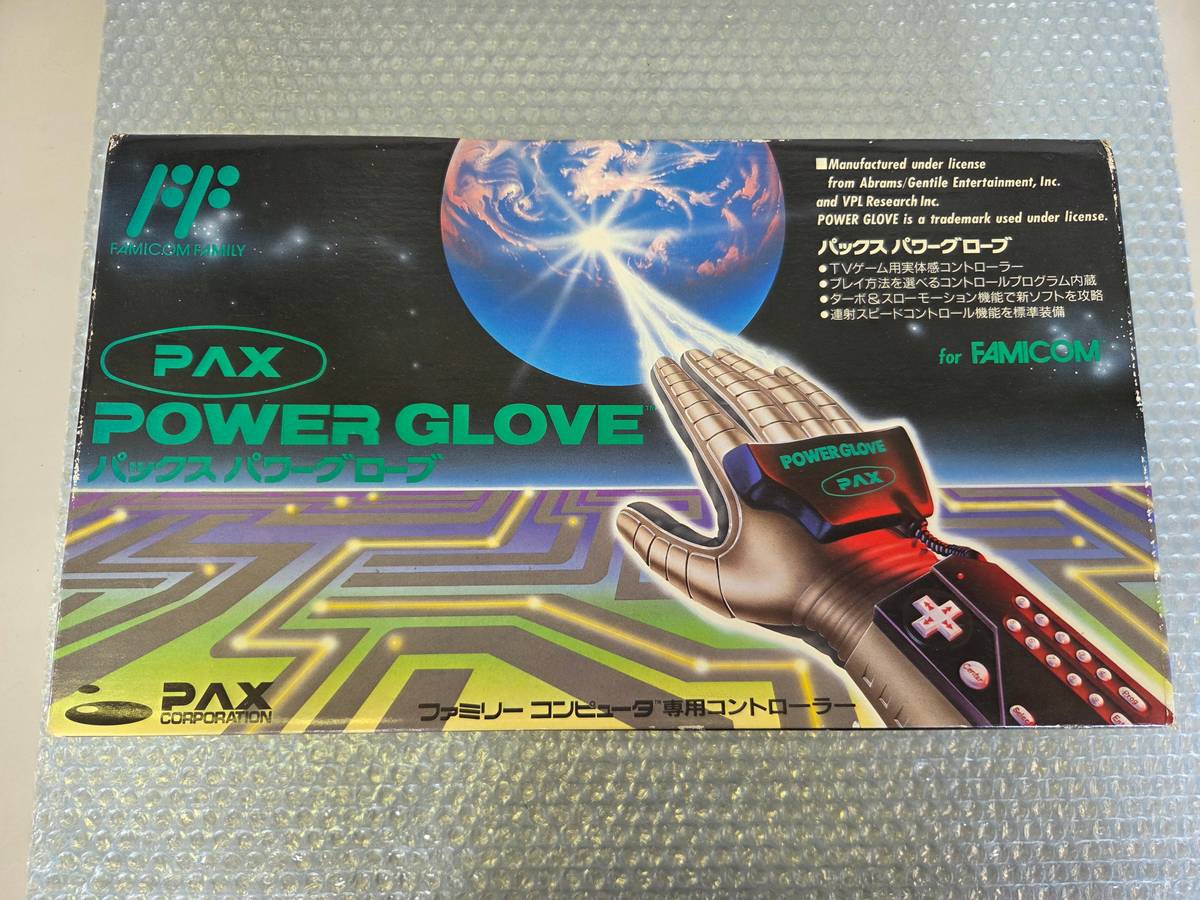 FAMICOM FAMILY
■Manufactured under license
from Abrams/Gentile Entertainment, Inc.
and VPL Research Inc.
POWER GLOVE is a trademark used under license.
パックス パワーグローブ
●TVゲーム用実体感コントローラー
●プレイ方法を選べるコントロールプログラム内蔵
●ターボ&スローモーション機能で新ソフトを攻略
●連射スピードコントロール機能を標準装備
for FAMICOM
PAX
POWER GLOVE™
パックス パワーグローブ
POWER GLOVE
PAX
Center
Prog
PAX
CORPORATION
ファミリー コンピュータ™専用コントローラー